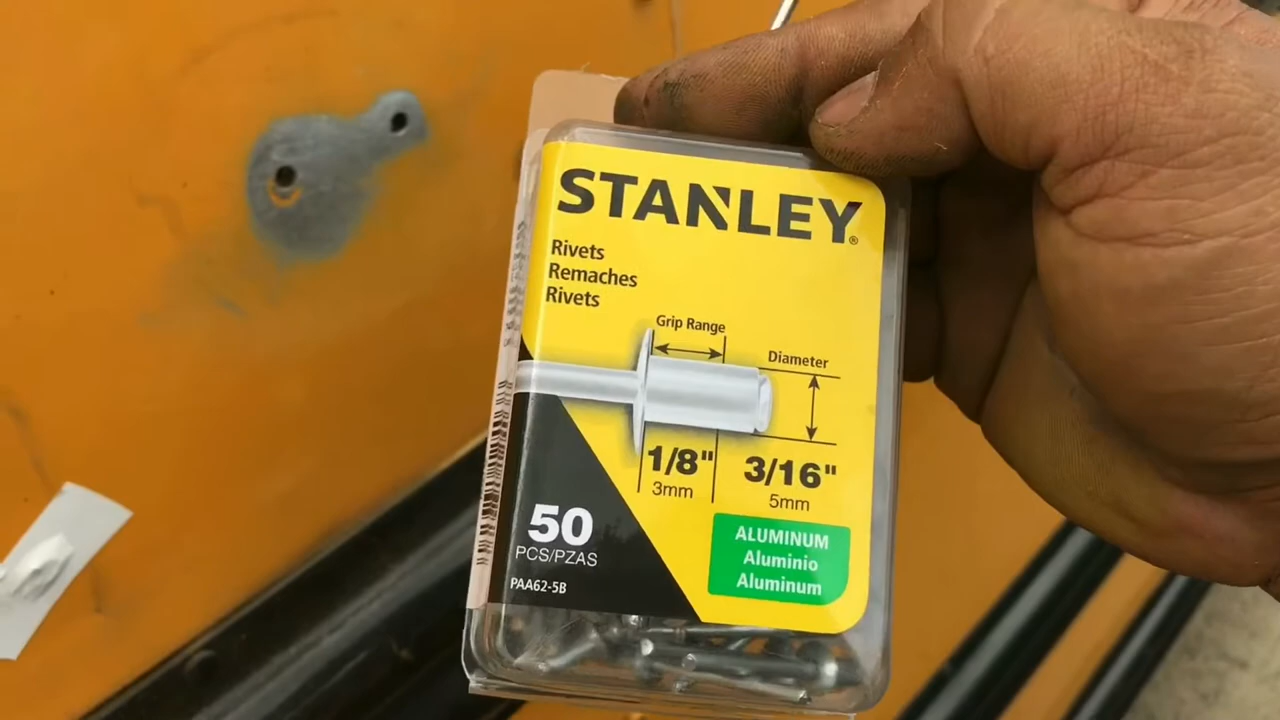 STANLEY®
Rivets
Remaches
Rivets
Grip Range
Diameter
1/8"
3mm
3/16"
5mm
50
PCS/PZAS
PAA62-5B
ALUMINUM
Aluminio
Aluminum